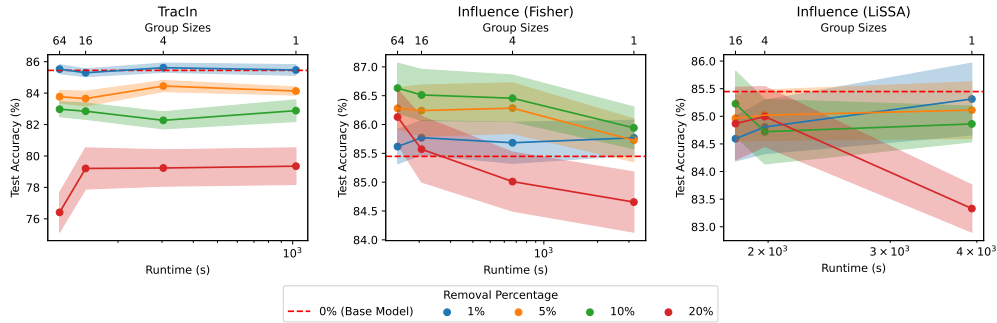 TracIn
Group Sizes
64 16 4 1
86
84
82
80
78
76
Test Accuracy (%)
10³
Runtime (s)
Influence (Fisher)
Group Sizes
64 16 4 1
87.0
86.5
86.0
85.5
85.0
84.5
84.0
Test Accuracy (%)
10³
Runtime (s)
Influence (LiSSA)
Group Sizes
16 4 1
86.0
85.5
85.0
84.5
84.0
83.5
83.0
Test Accuracy (%)
2 × 10³ 3 × 10³ 4 × 10³
Runtime (s)
Removal Percentage
0% (Base Model) 1% 5% 10% 20%